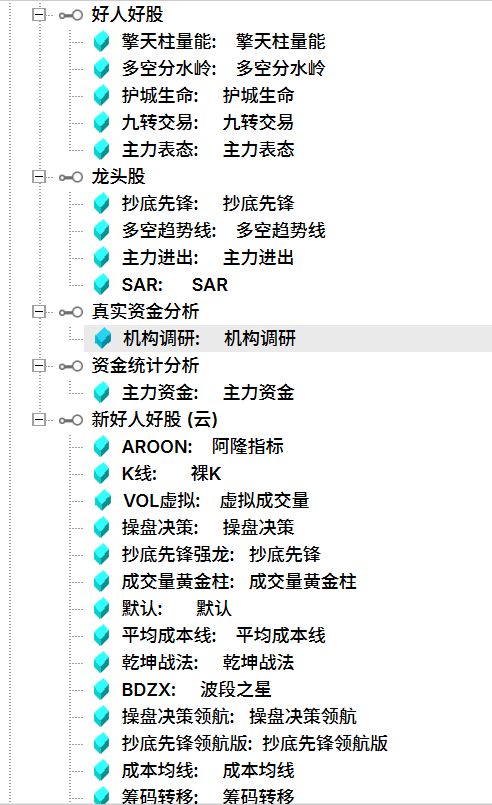 好人好股
擎天柱量能: 擎天柱量能
多空分水岭: 多空分水岭
护城生命: 护城生命
九转交易: 九转交易
主力表态: 主力表态
龙头股
抄底先锋: 抄底先锋
多空趋势线: 多空趋势线
主力进出: 主力进出
SAR: SAR
真实资金分析
机构调研: 机构调研
资金统计分析
主力资金: 主力资金
新好人好股 (云)
AROON: 阿隆指标
K线: 裸K
VOL虚拟: 虚拟成交量
操盘决策: 操盘决策
抄底先锋强龙: 抄底先锋
成交量黄金柱: 成交量黄金柱
默认: 默认
平均成本线: 平均成本线
乾坤战法: 乾坤战法
BDZX: 波段之星
操盘决策领航: 操盘决策领航
抄底先锋领航版: 抄底先锋领航版
成本均线: 成本均线
筹码转移: 筹码转移